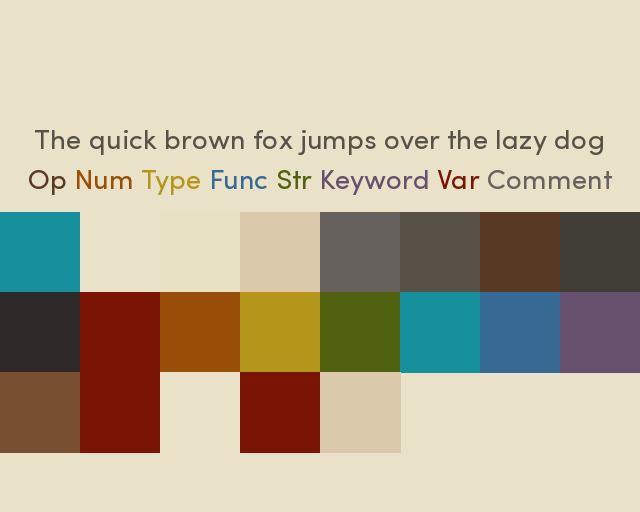 The quick brown fox jumps over the lazy dog
Op Num Type Func Str Keyword Var Comment